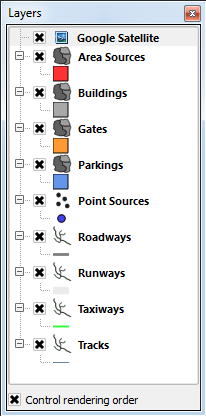 Layers
Google Satellite
Area Sources
Buildings
Gates
Parkings
Point Sources
Roadways
Runways
Taxiways
Tracks
Control rendering order